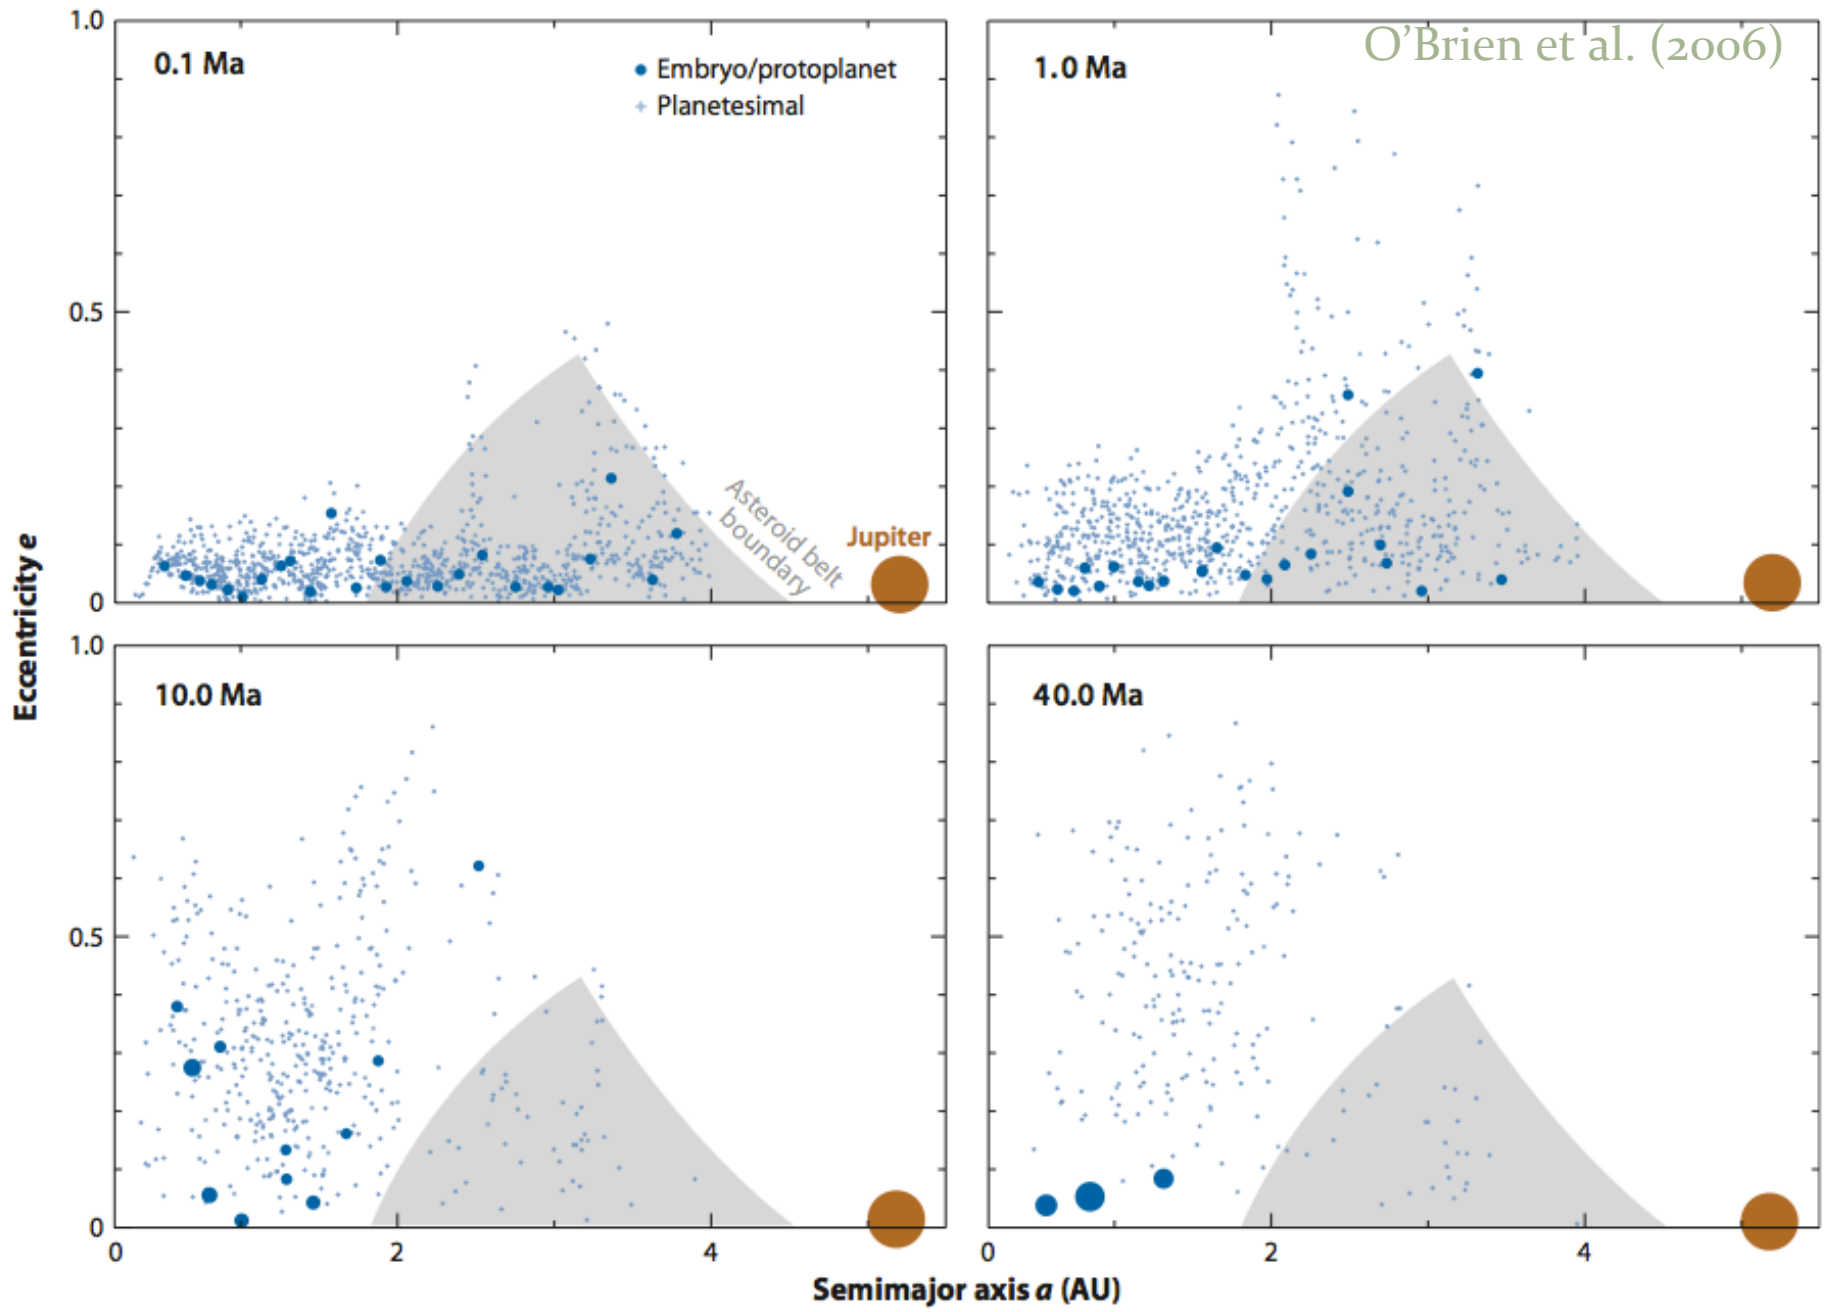 O’Brien et al. (2006)
1.0
0.1 Ma
Embryo/protoplanet
Planetesimal
1.0 Ma
0.5
Asteroid belt
boundary
Jupiter
0
1.0
10.0 Ma
40.0 Ma
0.5
0
0
2
4
0
2
4
Eccentricity e
Semimajor axis a (AU)